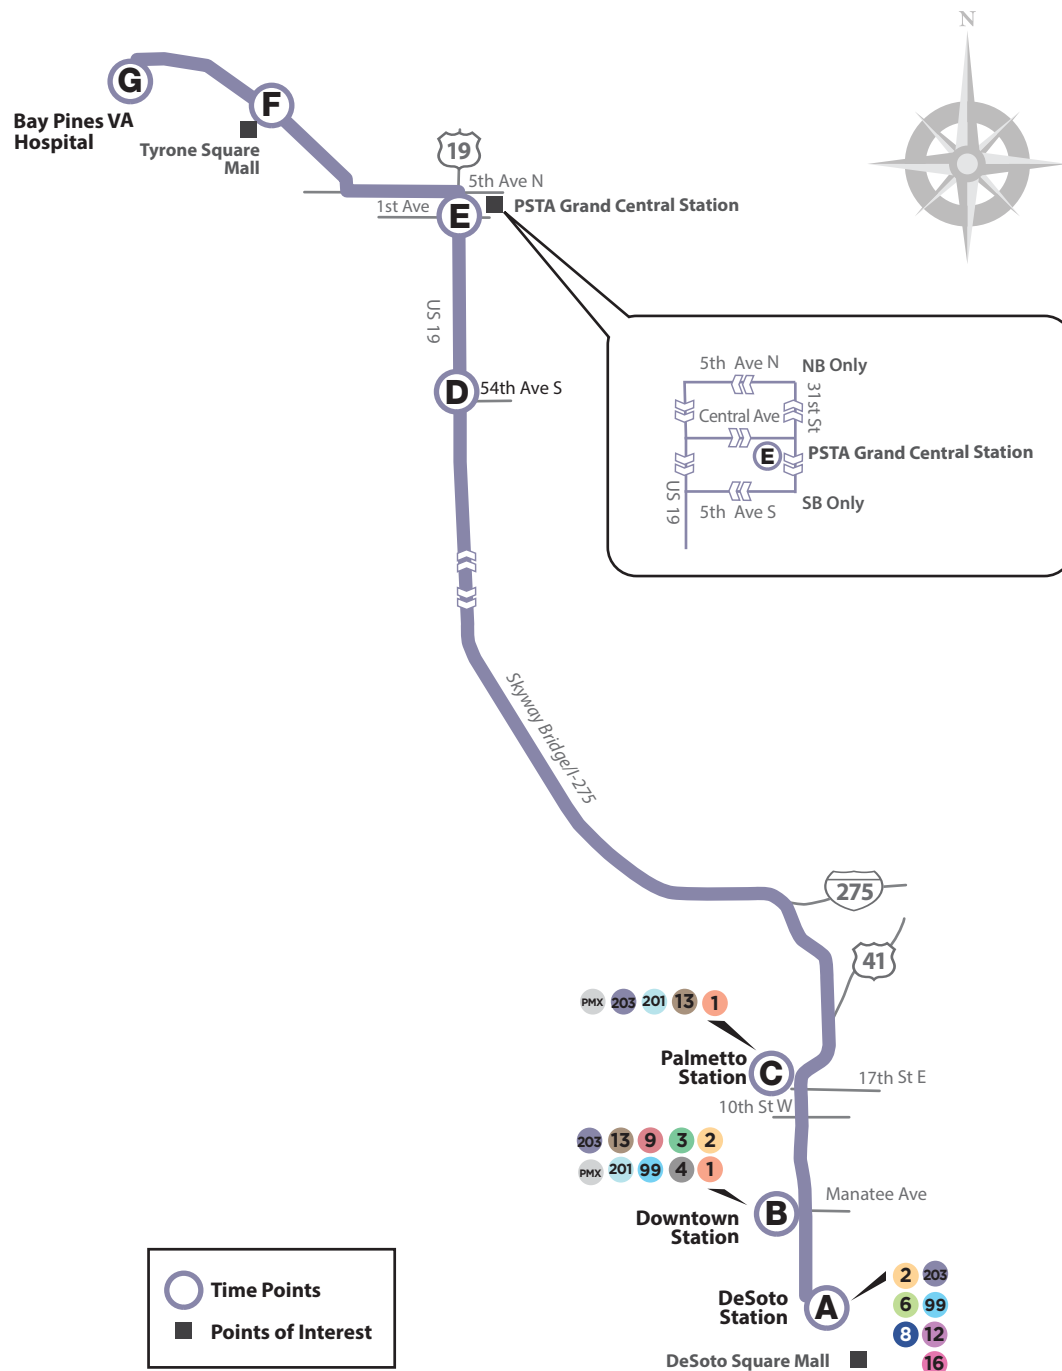 N
G
F
Bay Pines VA
Hospital
Tyrone Square
Mall
19
5th Ave N
1st Ave
E
PSTA Grand Central Station
US 19
D
54th Ave S
5th Ave N
NB Only
31st St
Central Ave
E
PSTA Grand Central Station
US 19
5th Ave S
SB Only
Skyway Bridge/I-275
275
41
PMX 203 201 13 1
Palmetto
Station
C
17th St E
10th St W
203 13 9 3 2
PMX 201 99 4 1
Manatee Ave
B
Downtown
Station
2 203
6 99
8 12
16
DeSoto
Station
A
DeSoto Square Mall
Time Points
Points of Interest